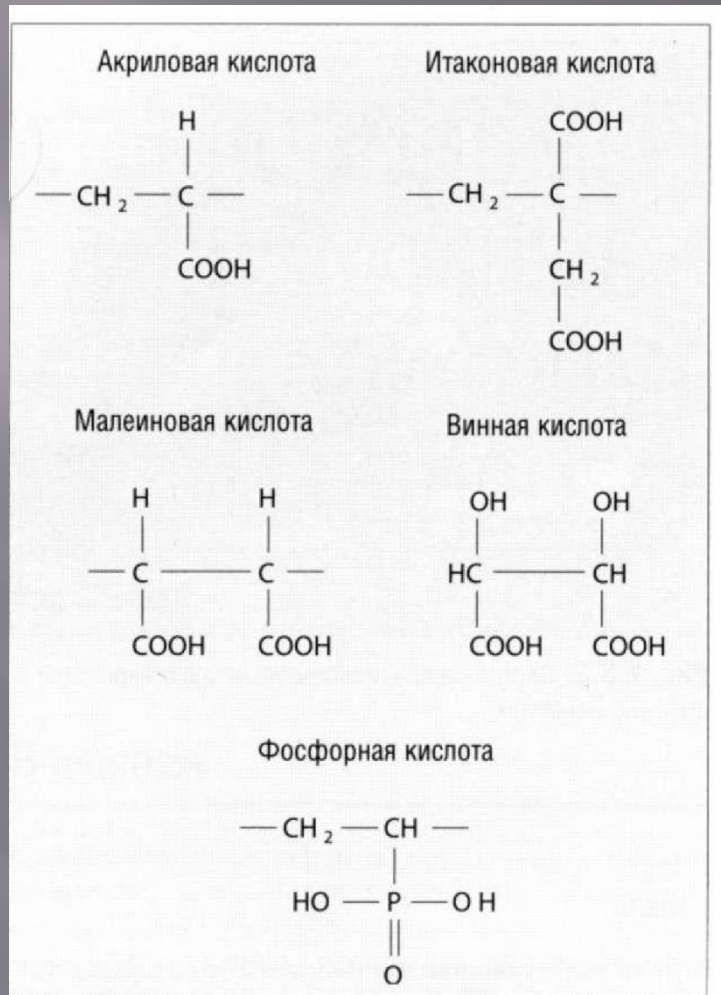 Акриловая кислота
H
—CH₂—C—
COOH
Итаконовая кислота
COOH
—CH₂—C—
CH₂
COOH
Малеиновая кислота
H H
—C——C—
COOH COOH
Винная кислота
OH OH
HC——CH
COOH COOH
Фосфорная кислота
—CH₂—CH—
HO—P—OH
O